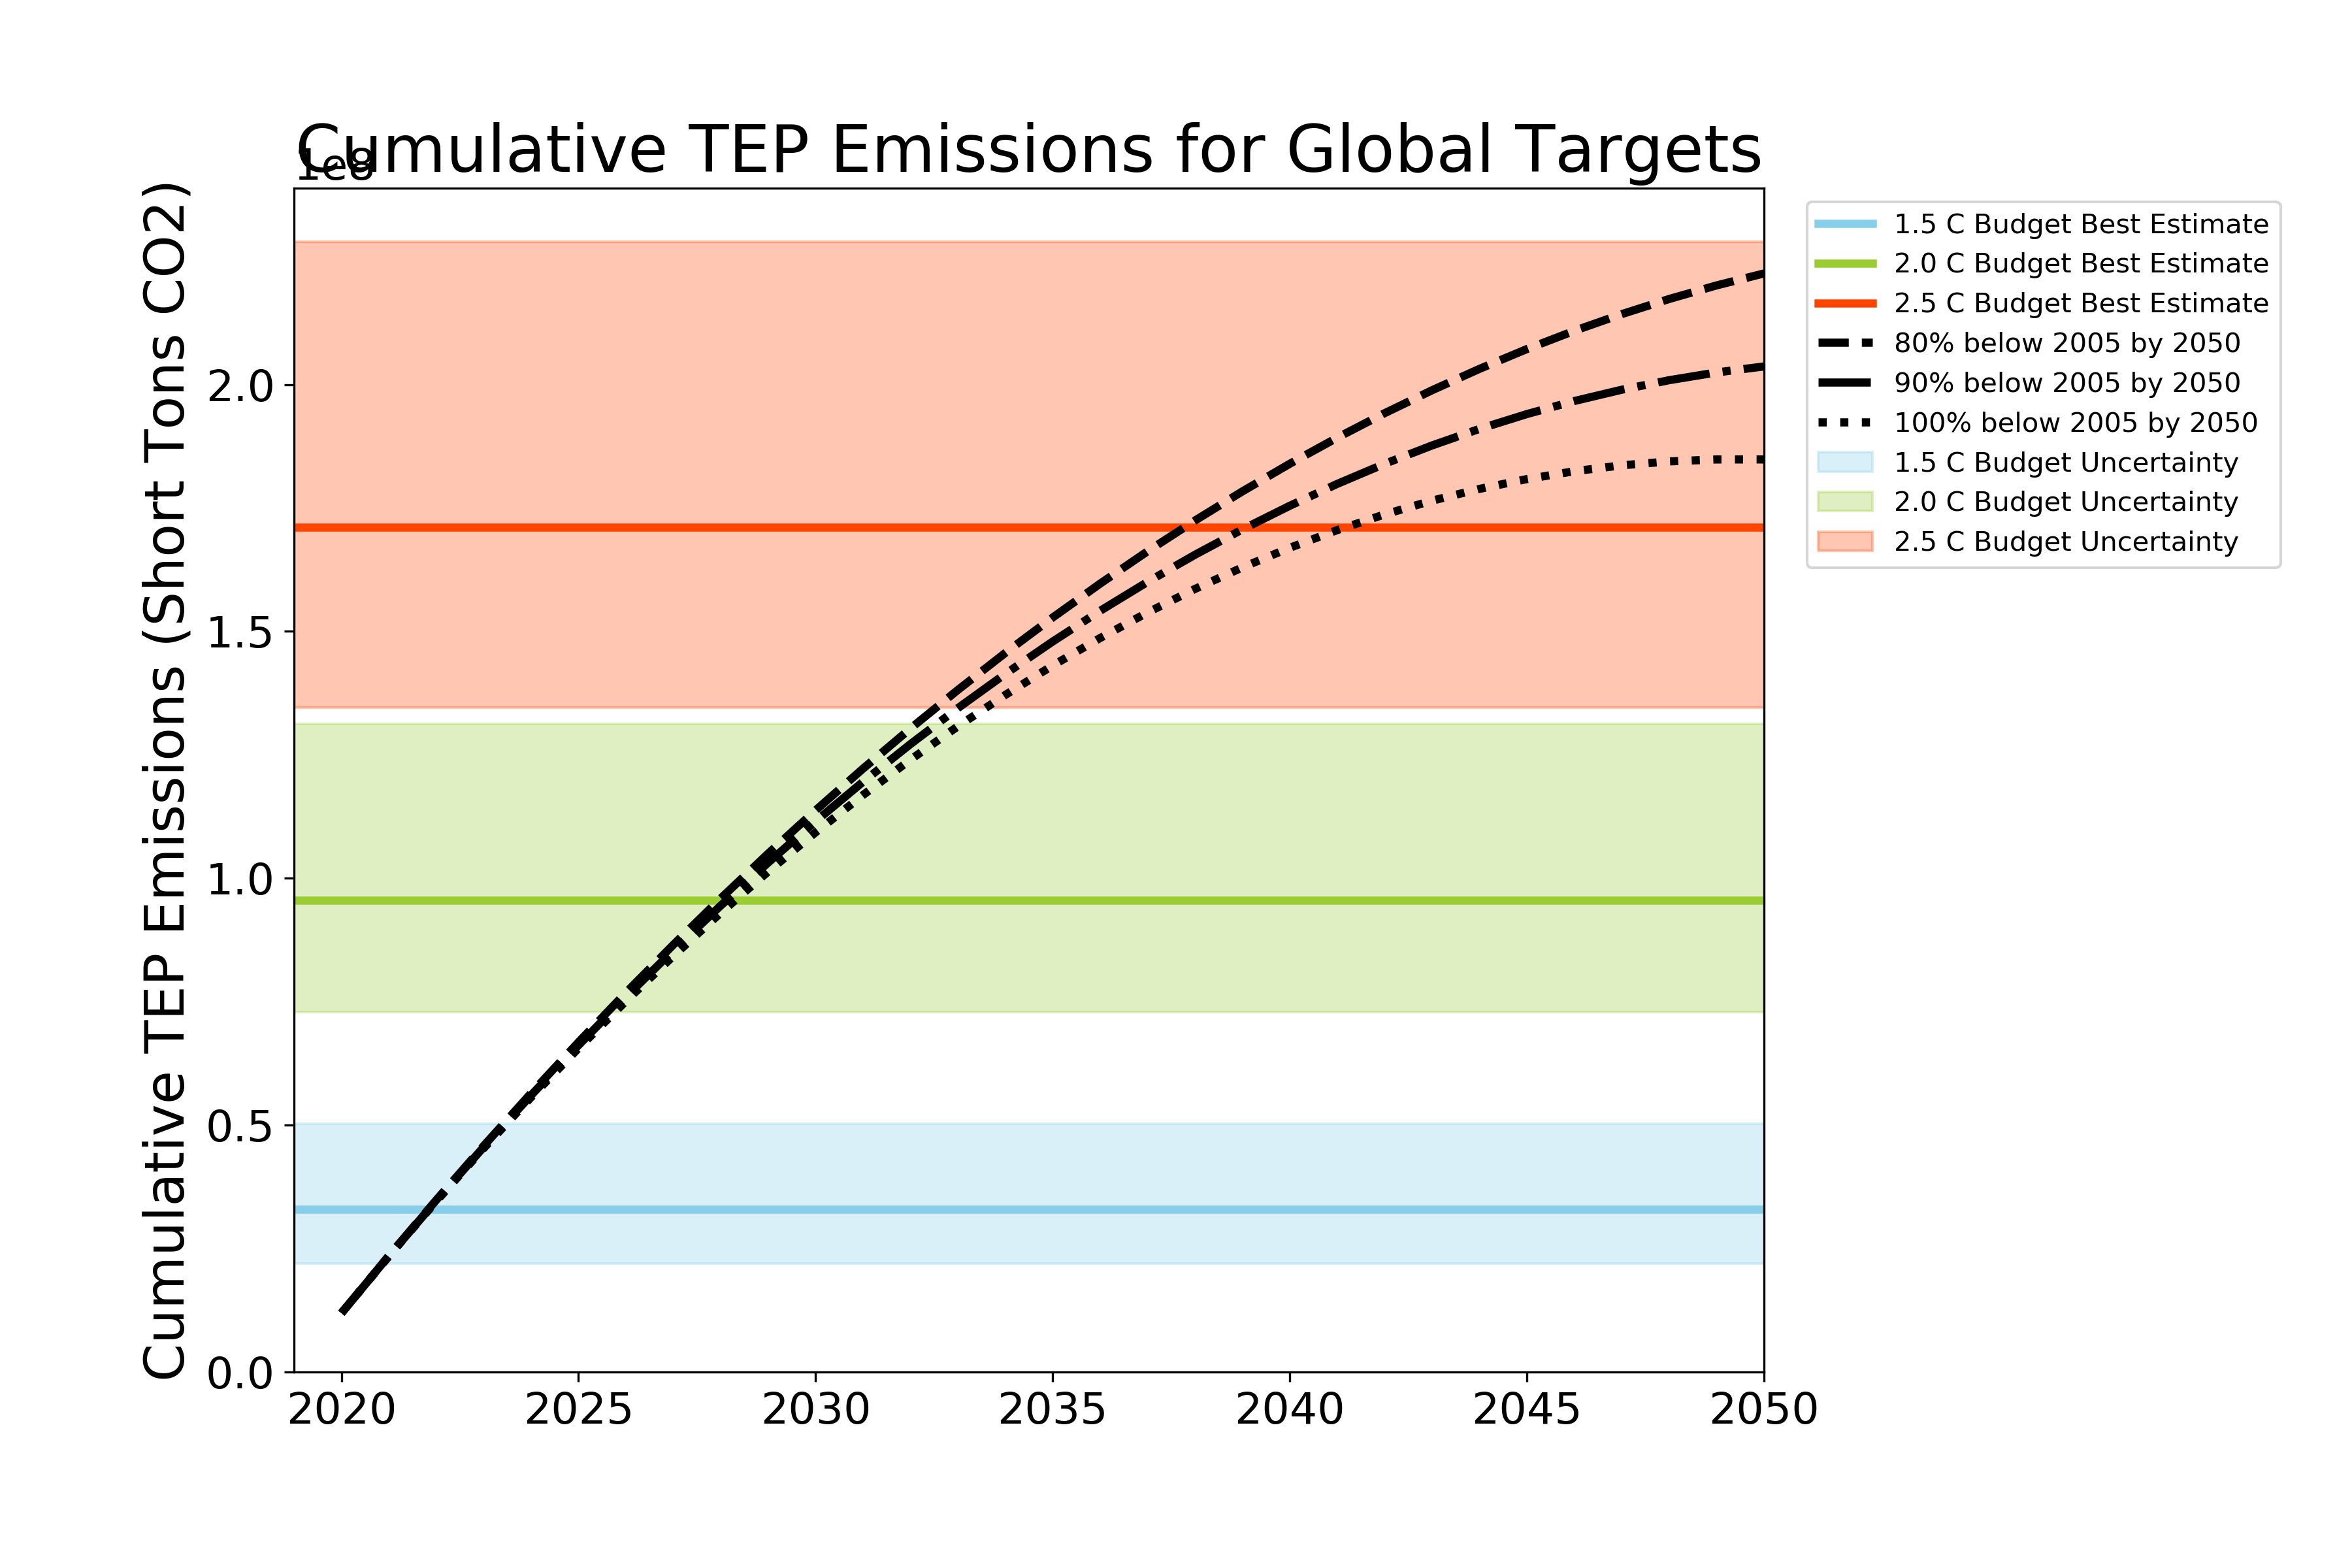 Cumulative TEP Emissions for Global Targets
1e8
Cumulative TEP Emissions (Short Tons CO2)
2.0
1.5
1.0
0.5
0.0
2020 2025 2030 2035 2040 2045 2050
1.5 C Budget Best Estimate
2.0 C Budget Best Estimate
2.5 C Budget Best Estimate
80% below 2005 by 2050
90% below 2005 by 2050
100% below 2005 by 2050
1.5 C Budget Uncertainty
2.0 C Budget Uncertainty
2.5 C Budget Uncertainty